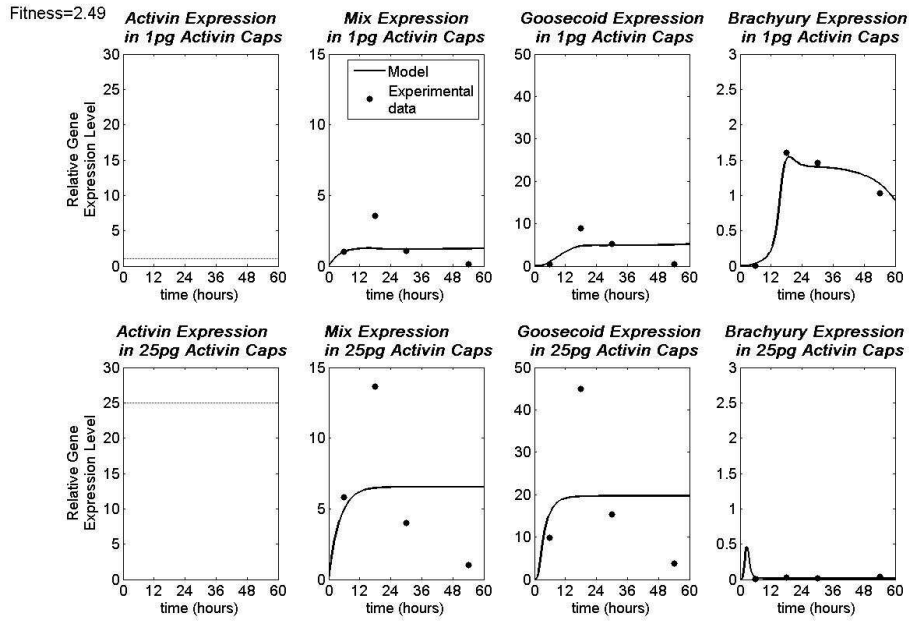 Fitness=2.49
Activin Expression
in 1pg Activin Caps
Mix Expression
in 1pg Activin Caps
Goosecoid Expression
in 1pg Activin Caps
Brachyury Expression
in 1pg Activin Caps
Relative Gene
Expression Level
30
25
20
15
10
5
0
0 12 24 36 48 60
time (hours)
15
10
5
0
Model
Experimental
data
0 12 24 36 48 60
time (hours)
50
40
30
20
10
0
0 12 24 36 48 60
time (hours)
3
2.5
2
1.5
1
0.5
0
0 12 24 36 48 60
time (hours)
Activin Expression
in 25pg Activin Caps
Mix Expression
in 25pg Activin Caps
Goosecoid Expression
in 25pg Activin Caps
Brachyury Expression
in 25pg Activin Caps
Relative Gene
Expression Level
30
25
20
15
10
5
0
0 12 24 36 48 60
time (hours)
15
10
5
0
0 12 24 36 48 60
time (hours)
50
40
30
20
10
0
0 12 24 36 48 60
time (hours)
3
2.5
2
1.5
1
0.5
0
0 12 24 36 48 60
time (hours)